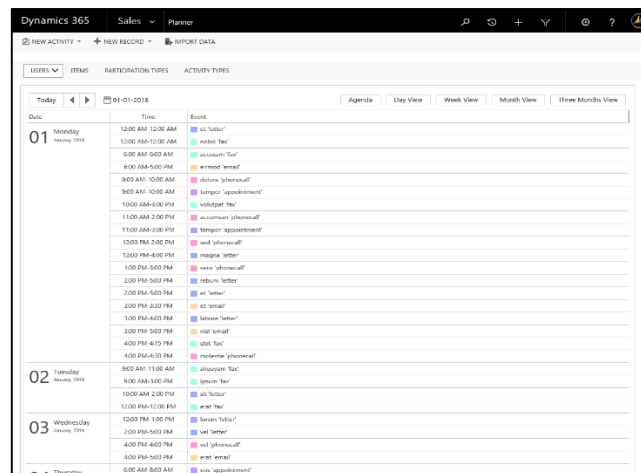 Dynamics 365 Sales Planner
NEW ACTIVITY NEW RECORD IMPORT DATA
USERS ITEMS PARTICIPATION TYPES ACTIVITY TYPES
Today 01-01-2018 Agenda Day View Week View Month View Three Months View
Date Time Event
01 Monday
January, 2018
12:00 AM-12:00 AM et 'letter'
12:00 AM-12:00 AM nobis 'fax'
6:00 AM-6:00 AM accusam 'fax'
8:00 AM-5:00 PM eirmod 'email'
9:00 AM-10:00 AM dolore 'phonecall'
9:00 AM-10:00 AM tempor 'appointment'
10:00 AM-4:00 PM volutpat 'fax'
11:00 AM-2:00 PM accumsan 'phonecall'
11:00 AM-3:00 PM tempor 'appointment'
12:00 PM-2:00 PM sed 'phonecall'
12:00 PM-4:00 PM magna 'letter'
1:00 PM-3:00 PM vero 'phonecall'
2:00 PM-5:00 PM rebum 'letter'
2:00 PM-5:00 PM et 'letter'
3:00 PM-3:30 PM et 'email'
3:00 PM-4:00 PM labore 'letter'
3:00 PM-5:00 PM nisl 'email'
4:00 PM-4:15 PM stet 'fax'
4:00 PM-4:30 PM molestie 'phonecall'
02 Tuesday
January, 2018
9:00 AM-11:00 AM aliquyam 'fax'
9:00 AM-3:00 PM ipsum 'fax'
10:00 AM-2:00 PM sit 'letter'
12:00 PM-12:00 PM erat 'fax'
03 Wednesday
January, 2018
12:00 PM-1:00 PM lorem 'letter'
2:00 PM-5:00 PM vel 'letter'
4:00 PM-4:00 PM vel 'phonecall'
4:00 PM-5:00 PM erat 'email'
Thursday
6:00 AM-8:00 AM eos 'appointment'